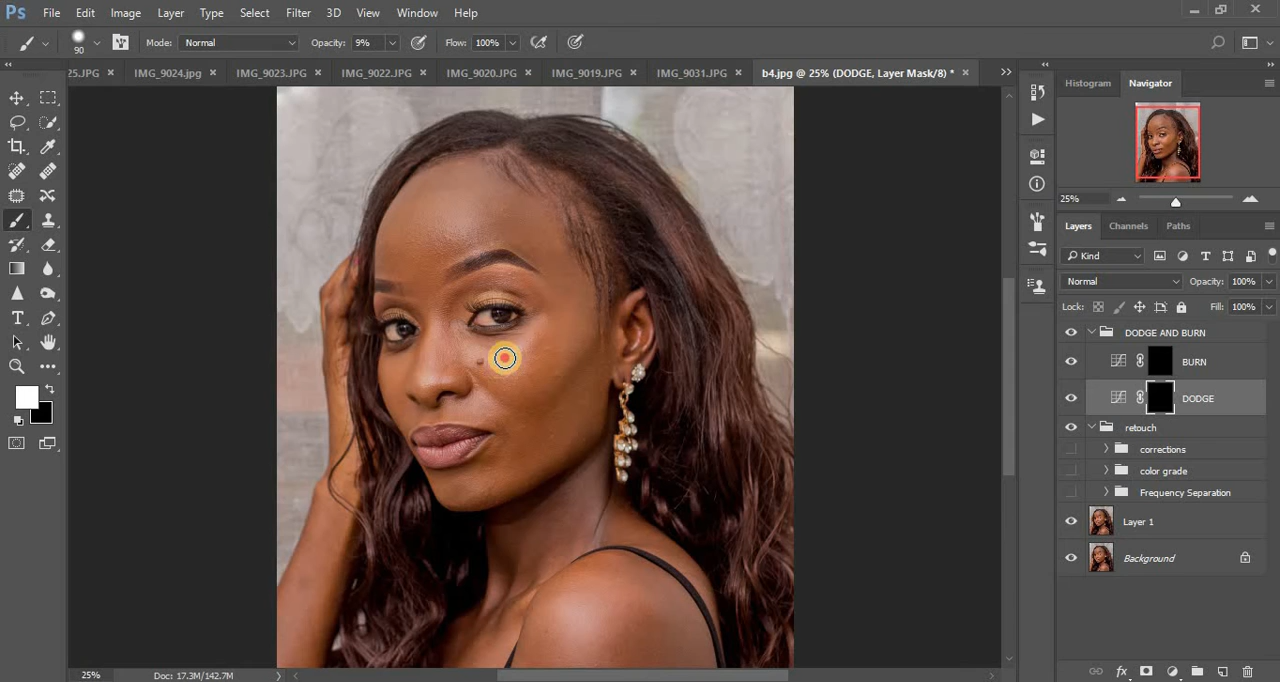 Ps File Edit Image Layer Type Select Filter 3D View Window Help
90 Mode: Normal Opacity: 9% Flow: 100%
25.JPG × IMG_9024.jpg × IMG_9023.JPG × IMG_9022.JPG × IMG_9020.JPG × IMG_9019.JPG × IMG_9031.JPG × b4.jpg @ 25% (DODGE, Layer Mask/8) * ×
Histogram Navigator
25%
Layers Channels Paths
Kind
Normal Opacity: 100%
Lock: Fill: 100%
DODGE AND BURN
BURN
DODGE
retouch
corrections
color grade
Frequency Separation
Layer 1
Background
25% Doc: 17.3M/142.7M